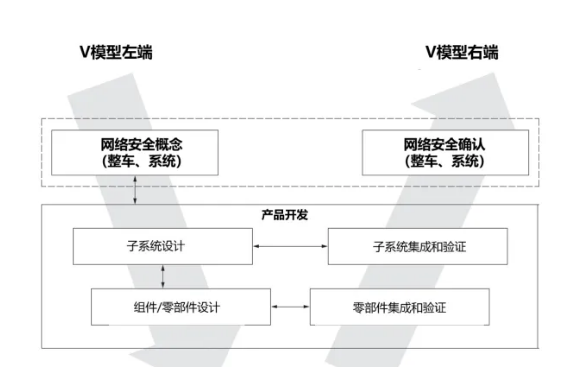 V模型左端
V模型右端
网络安全概念
(整车、系统)
网络安全确认
(整车、系统)
产品开发
子系统设计
子系统集成和验证
组件/零部件设计
零部件集成和验证